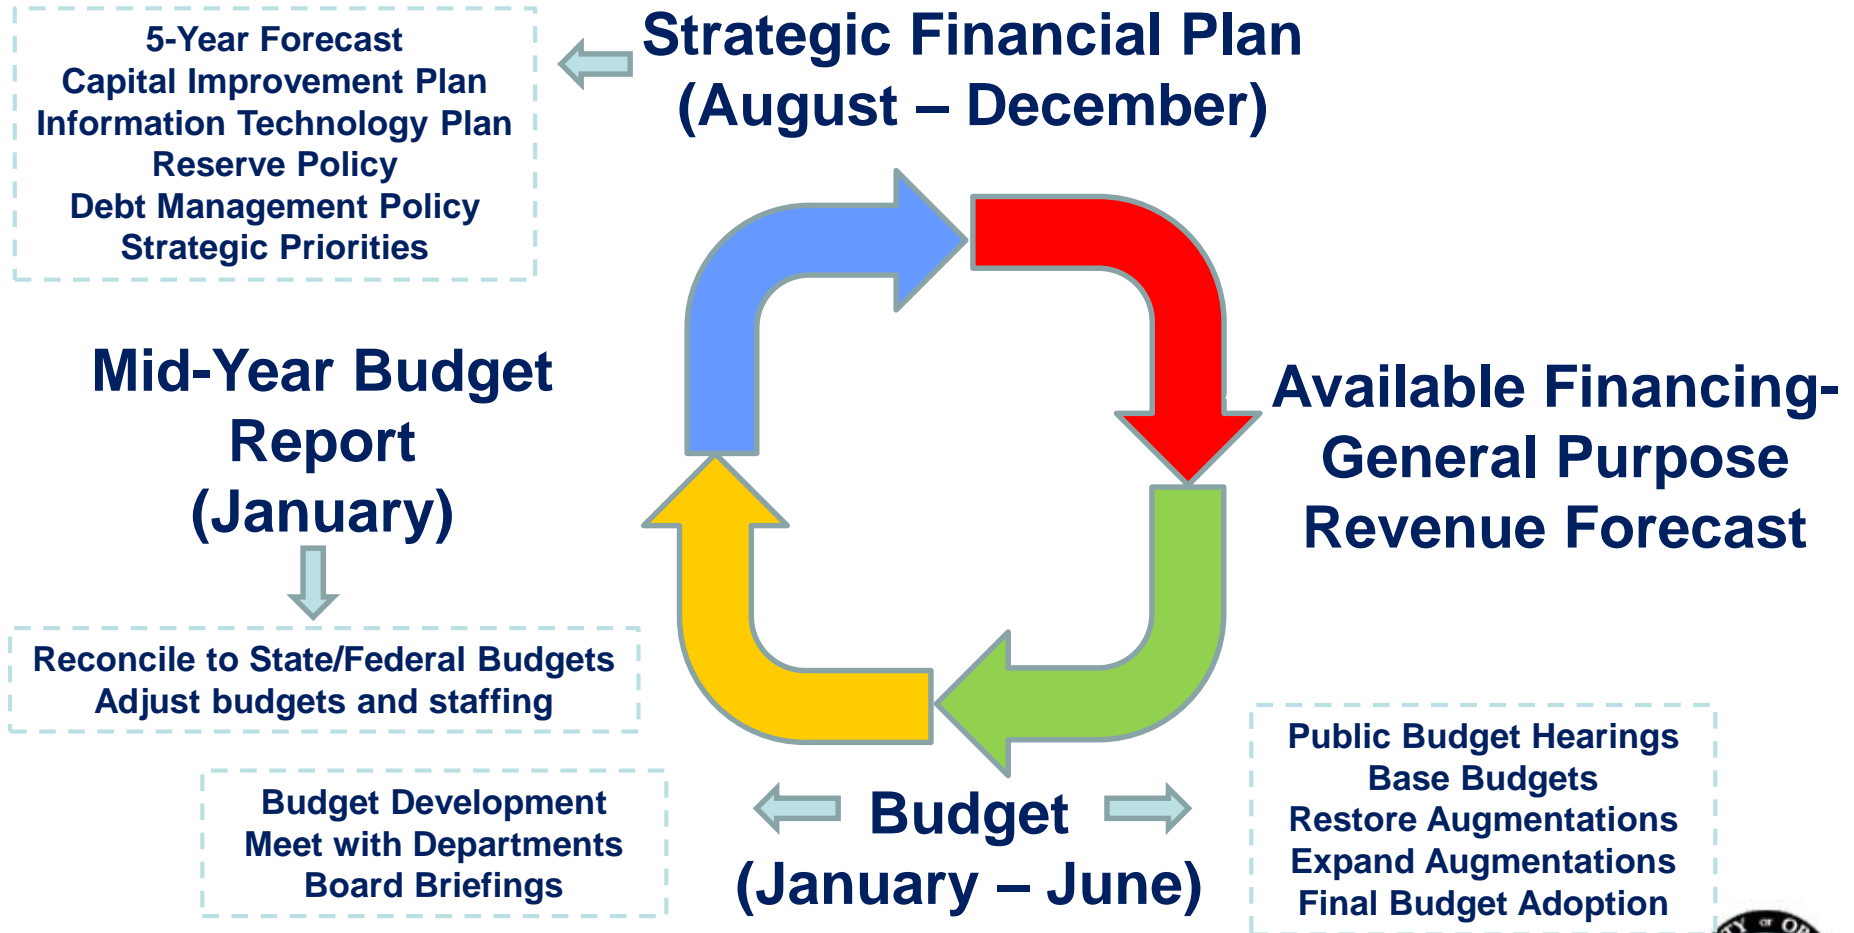 Strategic Financial Plan
(August – December)
5-Year Forecast
Capital Improvement Plan
Information Technology Plan
Reserve Policy
Debt Management Policy
Strategic Priorities
Mid-Year Budget
Report
(January)
Available Financing-
General Purpose
Revenue Forecast
Reconcile to State/Federal Budgets
Adjust budgets and staffing
Budget Development
Meet with Departments
Board Briefings
Budget
(January – June)
Public Budget Hearings
Base Budgets
Restore Augmentations
Expand Augmentations
Final Budget Adoption